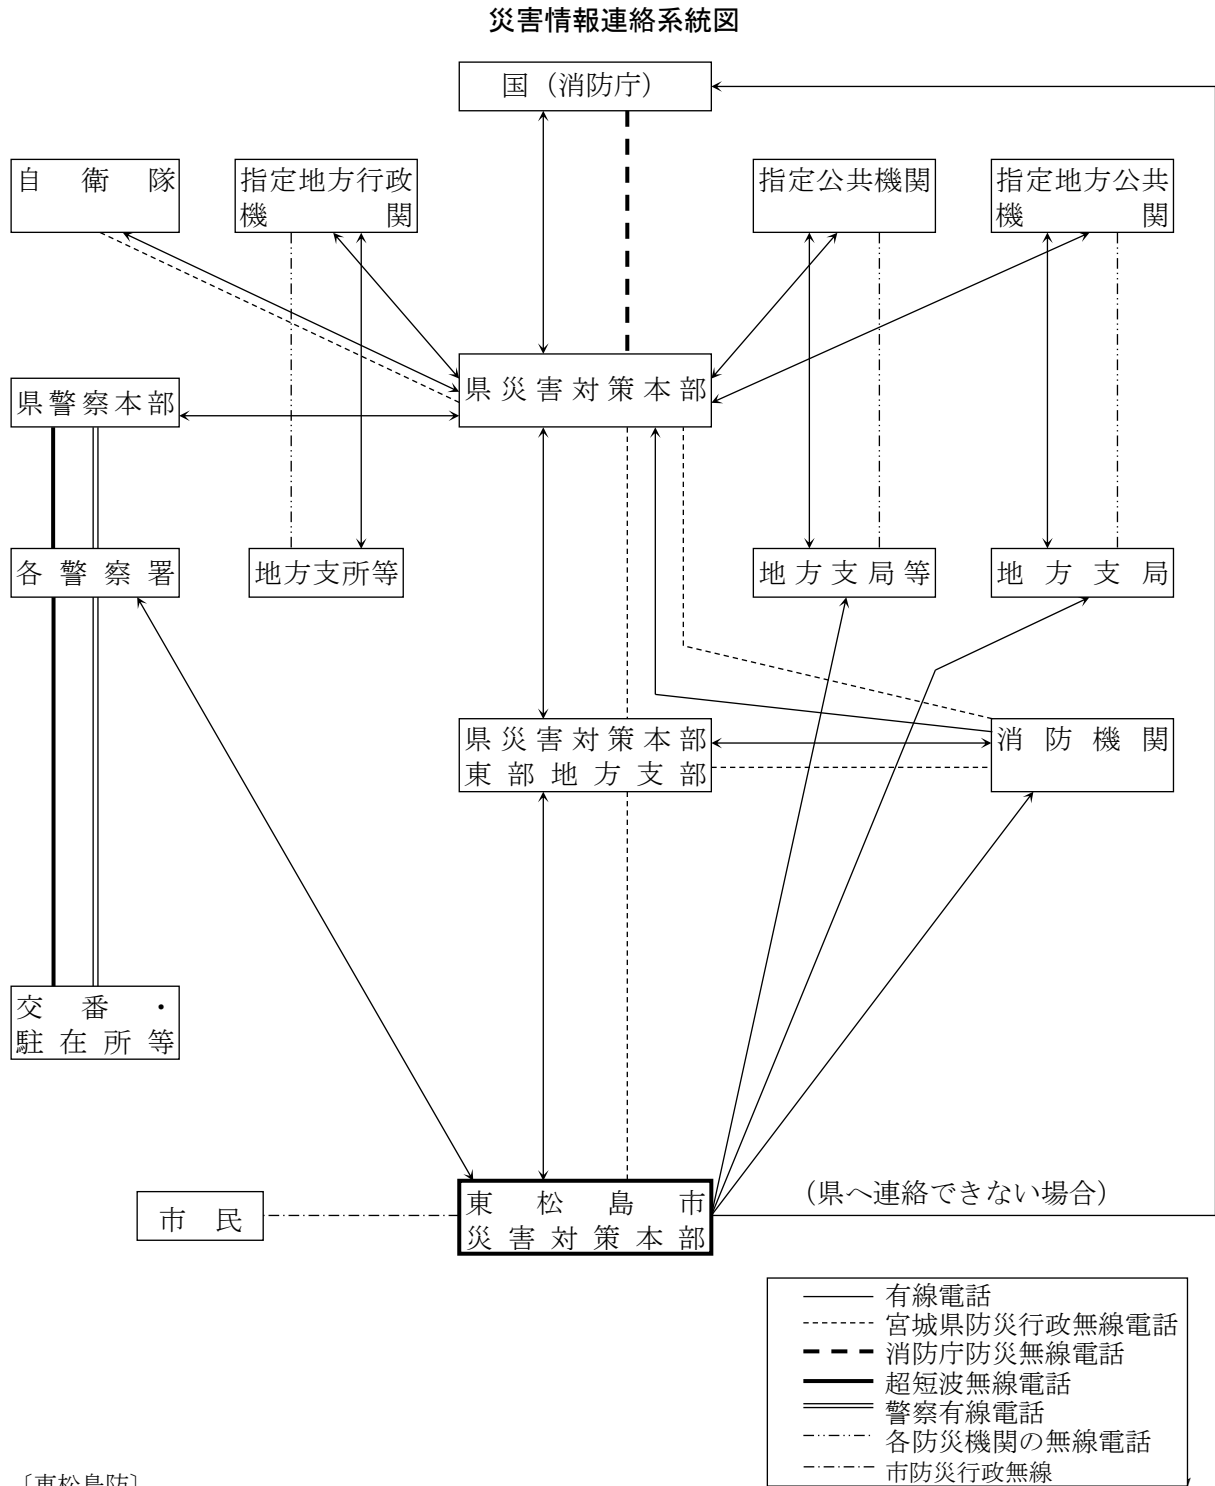 災害情報連絡系統図
国（消防庁）
自衛隊
指定地方行政
機関
指定公共機関
指定地方公共
機関
県災害対策本部
県警察本部
各警察署
地方支所等
地方支局等
地方支局
県災害対策本部
東部地方支部
消防機関
交番・
駐在所等
（県へ連絡できない場合）
市民
東松島市
災害対策本部
有線電話
宮城県防災行政無線電話
消防庁防災無線電話
超短波無線電話
警察有線電話
各防災機関の無線電話
市防災行政無線
〔東松島防〕